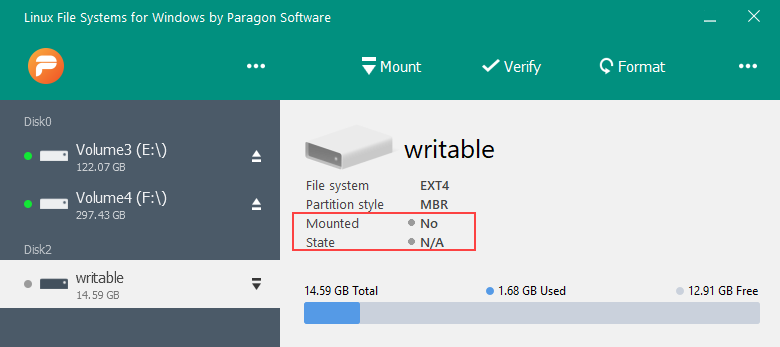 Linux File Systems for Windows by Paragon Software
Mount
Verify
Format
Disk0
Volume3 (E:\)
122.07 GB
Volume4 (F:\)
297.43 GB
Disk2
writable
14.59 GB
writable
File system EXT4
Partition style MBR
Mounted No
State N/A
14.59 GB Total 1.68 GB Used 12.91 GB Free